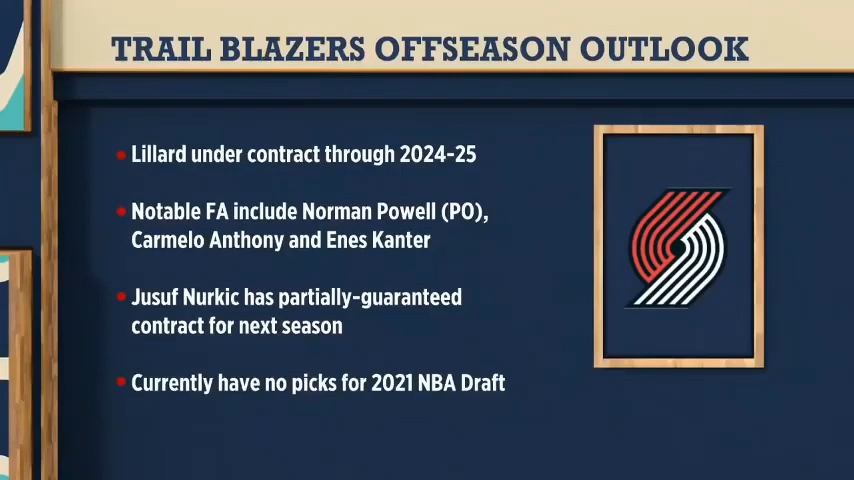 TRAIL BLAZERS OFFSEASON OUTLOOK
• Lillard under contract through 2024-25
• Notable FA include Norman Powell (PO),
Carmelo Anthony and Enes Kanter
• Jusuf Nurkic has partially-guaranteed
contract for next season
• Currently have no picks for 2021 NBA Draft